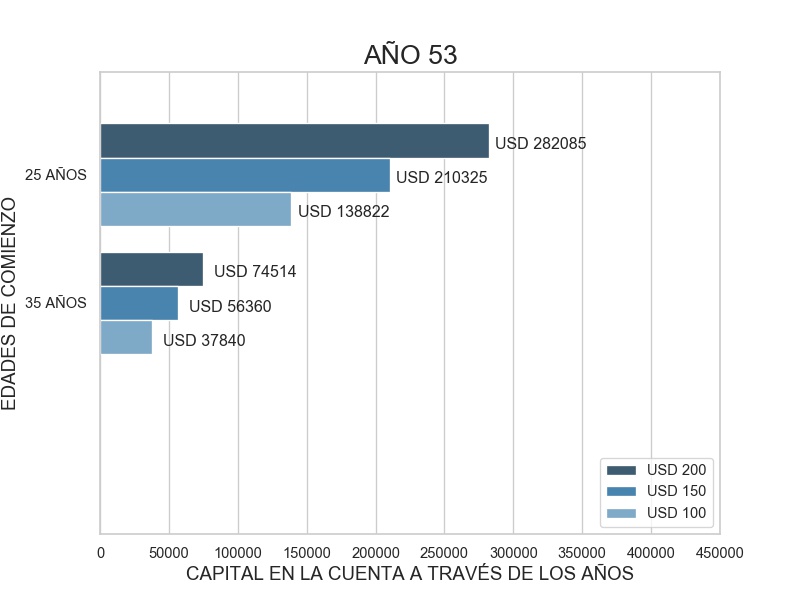 AÑO 53
EDADES DE COMIENZO
25 AÑOS
USD 282085
USD 210325
USD 138822
35 AÑOS
USD 74514
USD 56360
USD 37840
USD 200
USD 150
USD 100
0 50000 100000 150000 200000 250000 300000 350000 400000 450000
CAPITAL EN LA CUENTA A TRAVÉS DE LOS AÑOS